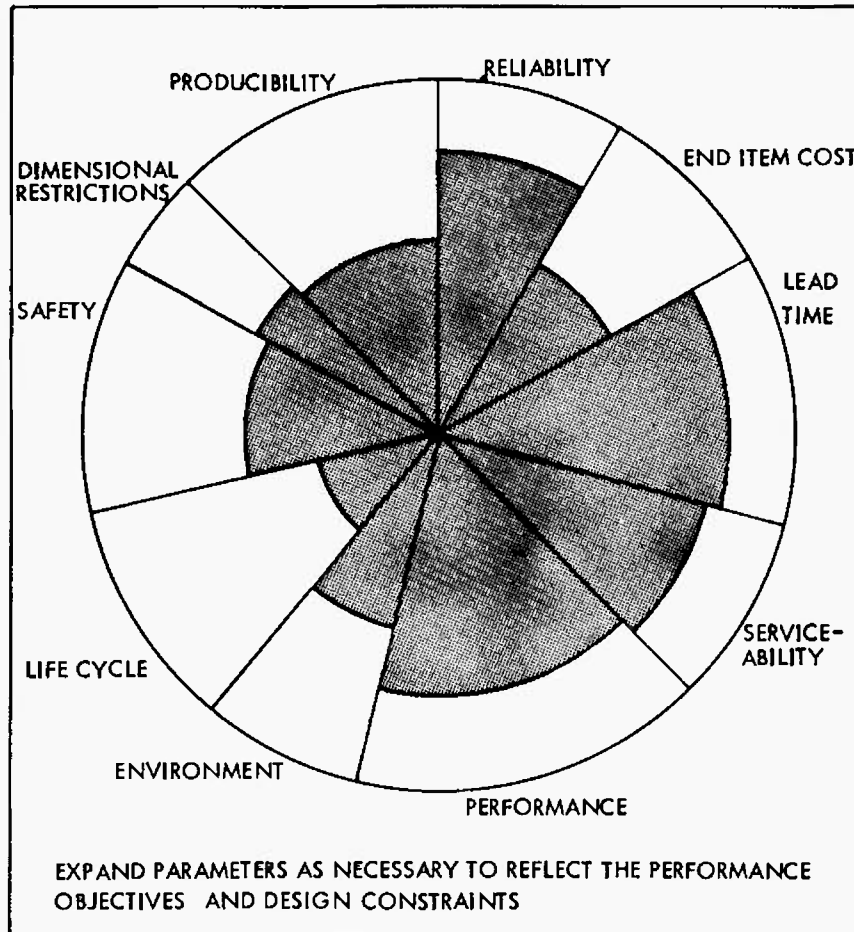 RELIABILITY
PRODUCIBILITY
END ITEM COST
DIMENSIONAL
RESTRICTIONS
LEAD
TIME
SAFETY
SERVICE-
ABILITY
LIFE CYCLE
ENVIRONMENT
PERFORMANCE
EXPAND PARAMETERS AS NECESSARY TO REFLECT THE PERFORMANCE
OBJECTIVES AND DESIGN CONSTRAINTS